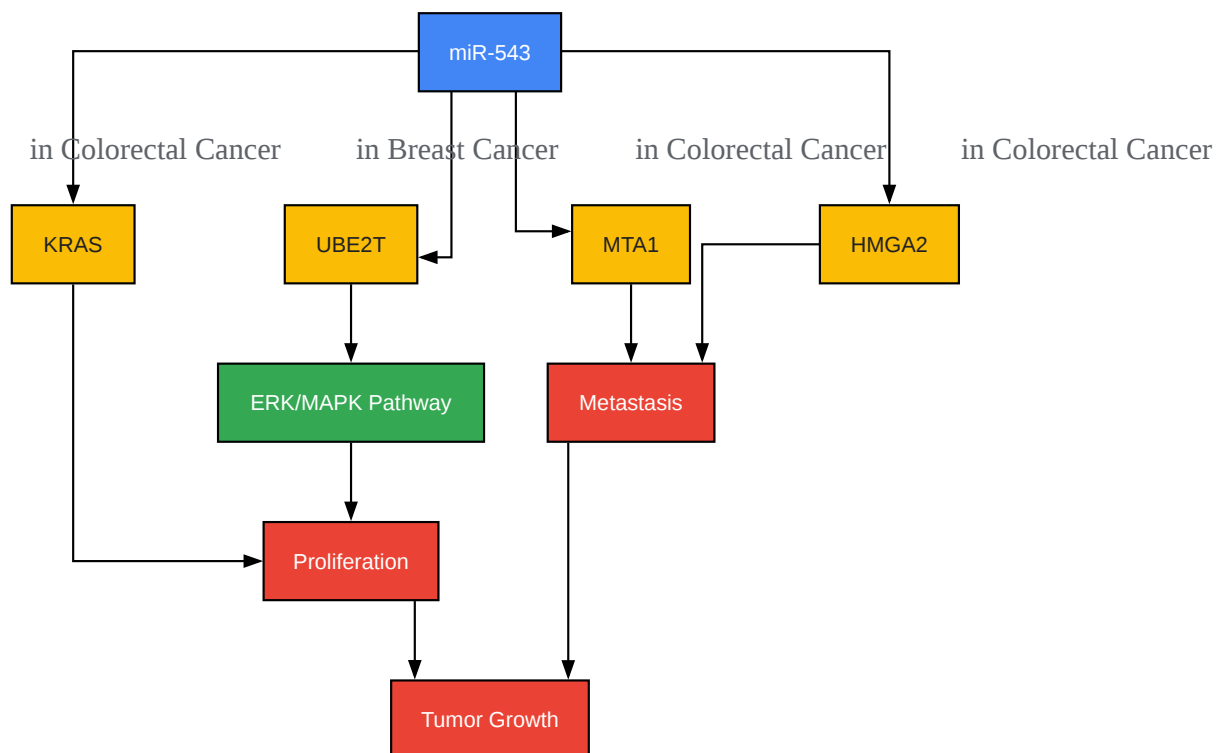 miR-543
in Colorectal Cancer
in Breast Cancer
in Colorectal Cancer
in Colorectal Cancer
KRAS
UBE2T
MTA1
HMGA2
ERK/MAPK Pathway
Metastasis
Proliferation
Tumor Growth